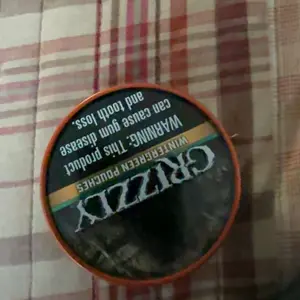 GRIZZLY
WINTERGREEN POUCHES
WARNING: This product
can cause gum disease
and tooth loss.